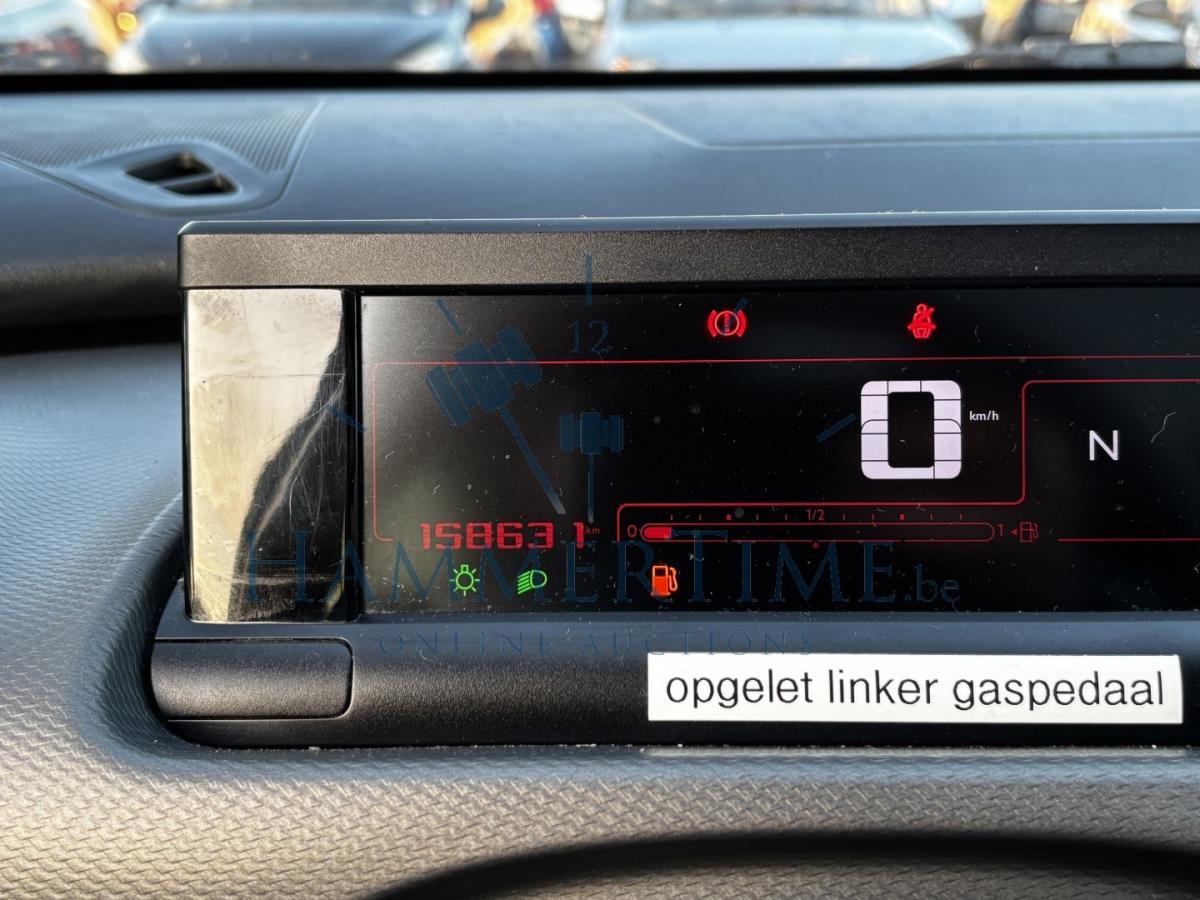 12
0 km/h
N
158631 km
0 1/2 1
HAMMERTIME.be
ONLINE AUCTIONS
opgelet linker gaspedaal